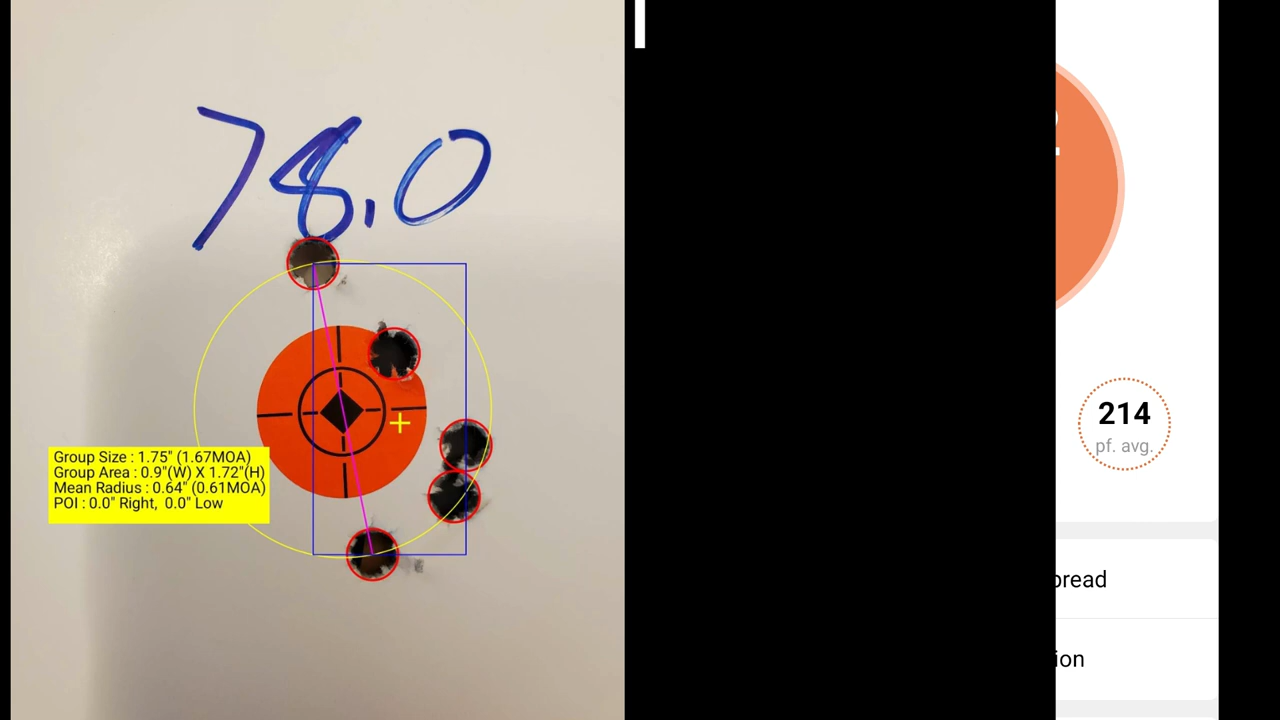 78.0
Group Size : 1.75" (1.67MOA)
Group Area : 0.9"(W) X 1.72"(H)
Mean Radius : 0.64" (0.61MOA)
POI : 0.0" Right,  0.0" Low
214
pf. avg.